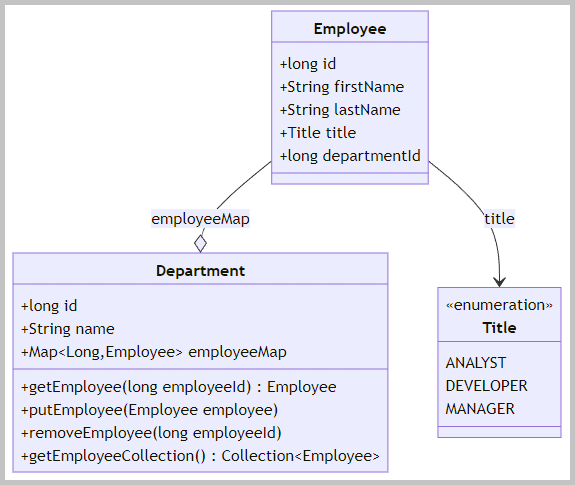 Employee
+long id
+String firstName
+String lastName
+Title title
+long departmentId
employeeMap
title
Department
+long id
+String name
+Map<Long,Employee> employeeMap
+getEmployee(long employeeId) : Employee
+putEmployee(Employee employee)
+removeEmployee(long employeeId)
+getEmployeeCollection() : Collection<Employee>
«enumeration»
Title
ANALYST
DEVELOPER
MANAGER